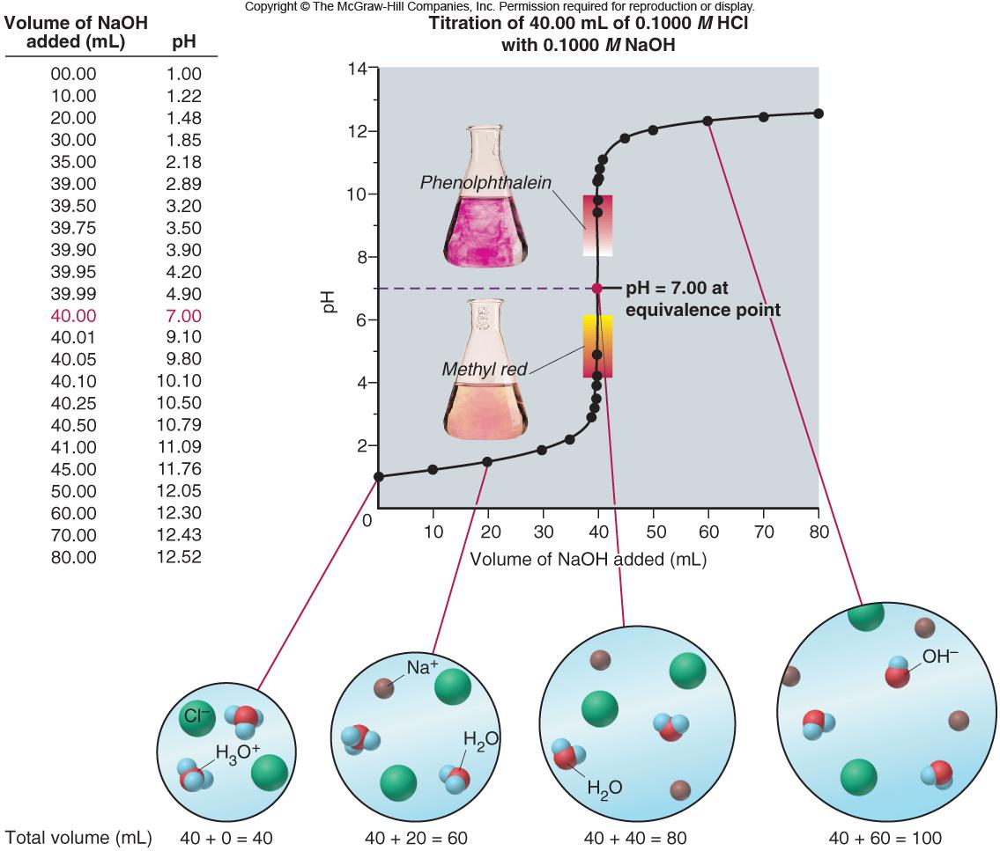 Copyright © The McGraw-Hill Companies, Inc. Permission required for reproduction or display.
Volume of NaOH
added (mL) pH
00.00 1.00
10.00 1.22
20.00 1.48
30.00 1.85
35.00 2.18
39.00 2.89
39.50 3.20
39.75 3.50
39.90 3.90
39.95 4.20
39.99 4.90
40.00 7.00
40.01 9.10
40.05 9.80
40.10 10.10
40.25 10.50
40.50 10.79
41.00 11.09
45.00 11.76
50.00 12.05
60.00 12.30
70.00 12.43
80.00 12.52
Titration of 40.00 mL of 0.1000 M HCl
with 0.1000 M NaOH
14
12
10
8
6
4
2
0
pH
Phenolphthalein
pH = 7.00 at
equivalence point
Methyl red
10 20 30 40 50 60 70 80
Volume of NaOH added (mL)
Cl⁻
H₃O⁺
Na⁺
H₂O
H₂O
OH⁻
Total volume (mL) 40 + 0 = 40 40 + 20 = 60 40 + 40 = 80 40 + 60 = 100